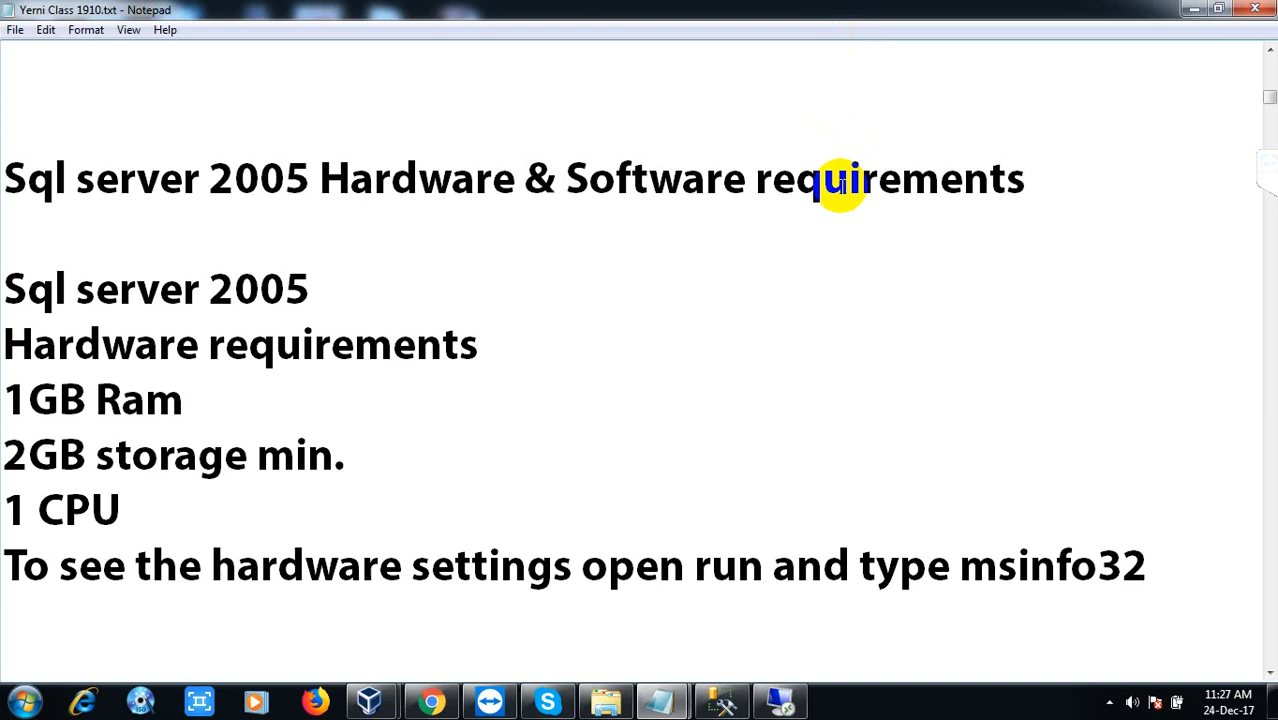 Yerni Class 1910.txt - Notepad
File Edit Format View Help
Sql server 2005 Hardware & Software requirements
Sql server 2005
Hardware requirements
1GB Ram
2GB storage min.
1 CPU
To see the hardware settings open run and type msinfo32
11:27 AM
24-Dec-17